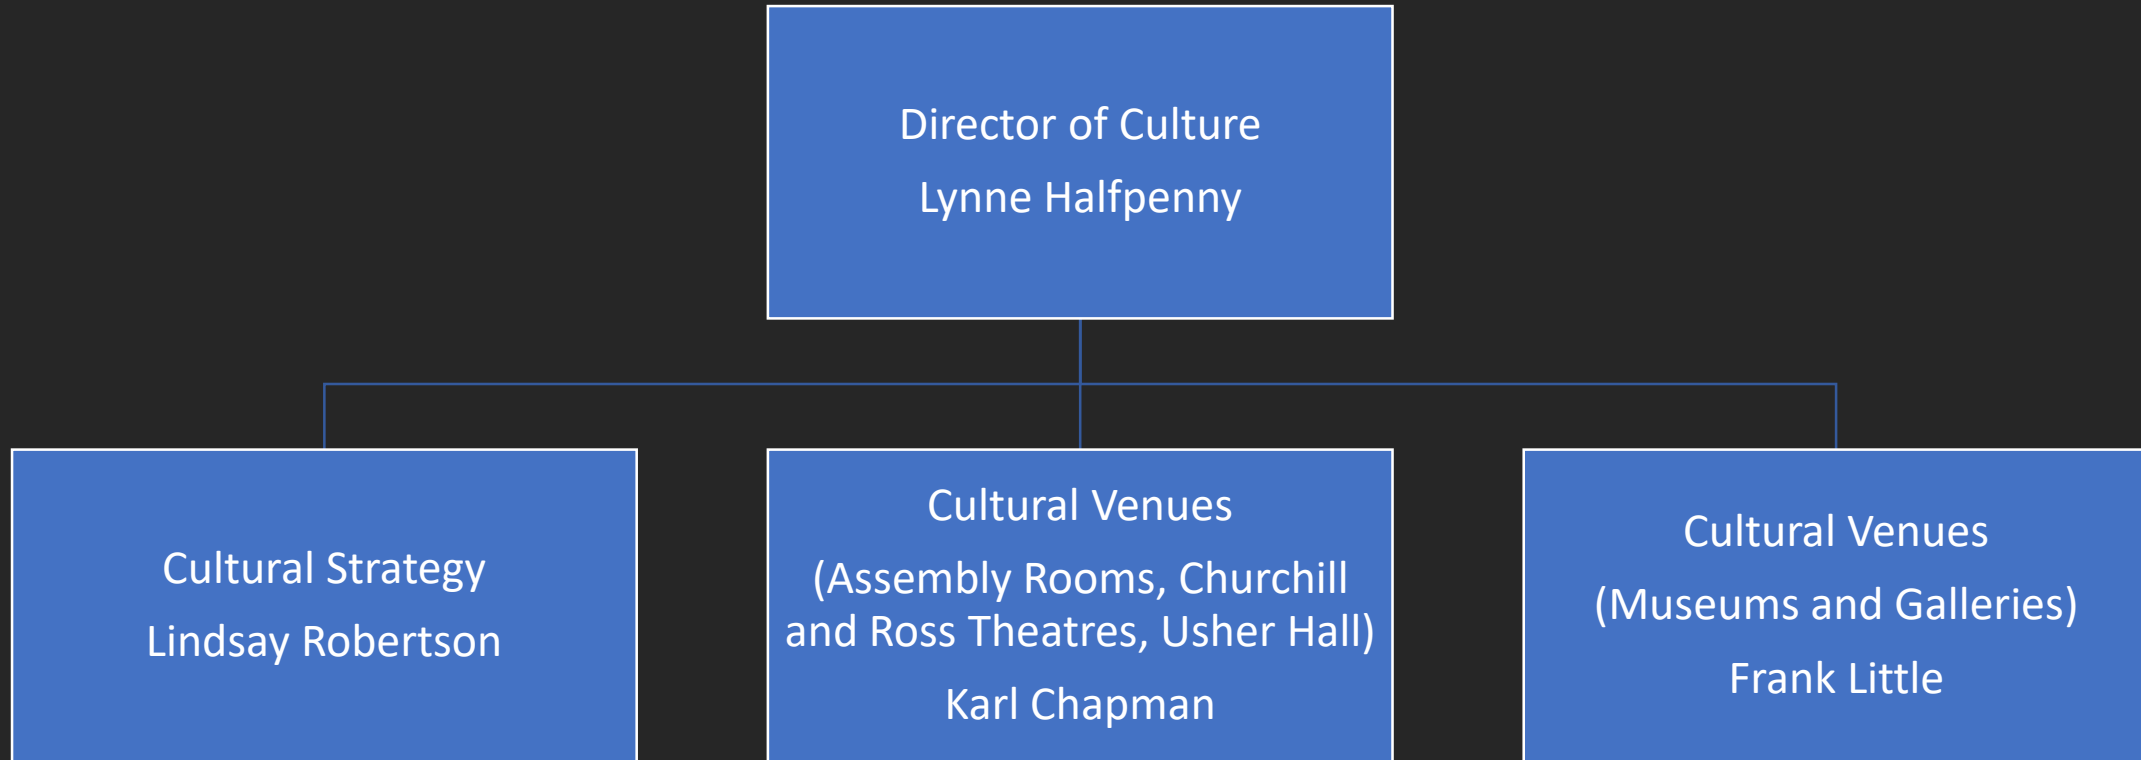 Director of Culture
Lynne Halfpenny
Cultural Strategy
Lindsay Robertson
Cultural Venues
(Assembly Rooms, Churchill
and Ross Theatres, Usher Hall)
Karl Chapman
Cultural Venues
(Museums and Galleries)
Frank Little